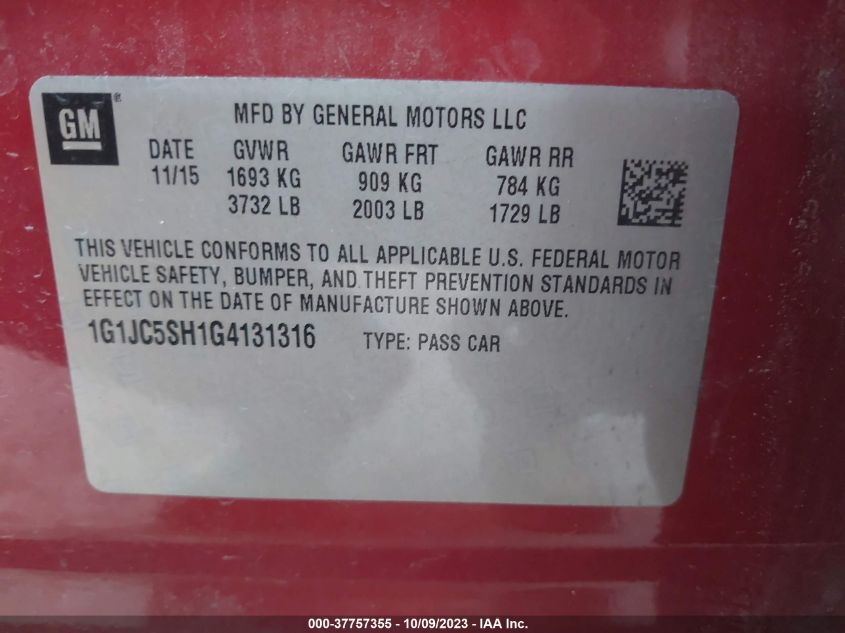 GM®
MFD BY GENERAL MOTORS LLC
DATE GVWR GAWR FRT GAWR RR
11/15 1693 KG 909 KG 784 KG
3732 LB 2003 LB 1729 LB
THIS VEHICLE CONFORMS TO ALL APPLICABLE U.S. FEDERAL MOTOR
VEHICLE SAFETY, BUMPER, AND THEFT PREVENTION STANDARDS IN
EFFECT ON THE DATE OF MANUFACTURE SHOWN ABOVE.
1G1JC5SH1G4131316 TYPE: PASS CAR
000-37757355 - 10/09/2023 - IAA Inc.